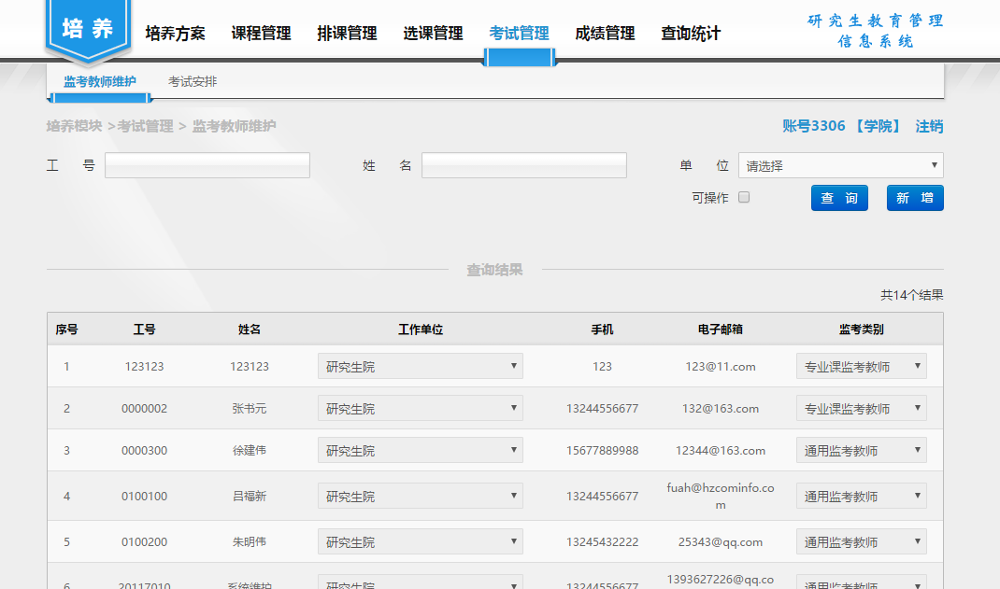 培养
培养方案 课程管理 排课管理 选课管理 考试管理 成绩管理 查询统计
研究生教育管理
信息系统
监考教师维护 考试安排
培养模块 >考试管理 > 监考教师维护
账号3306 【学院】 注销
工 号 姓 名 单 位 请选择
可操作 查 询 新 增
查询结果
共14个结果
序号 工号 姓名 工作单位 手机 电子邮箱 监考类别
1 123123 123123 研究生院 123 123@11.com 专业课监考教师
2 0000002 张书元 研究生院 13244556677 132@163.com 专业课监考教师
3 0000300 徐建伟 研究生院 15677889988 12344@163.com 通用监考教师
4 0100100 吕福新 研究生院 13244556677 fuah@hzcominfo.co
m 通用监考教师
5 0100200 朱明伟 研究生院 13245432222 25343@qq.com 通用监考教师
6 20117010 系统维护 研究生院 13244556677 1393627226@qq.co 通用监考教师